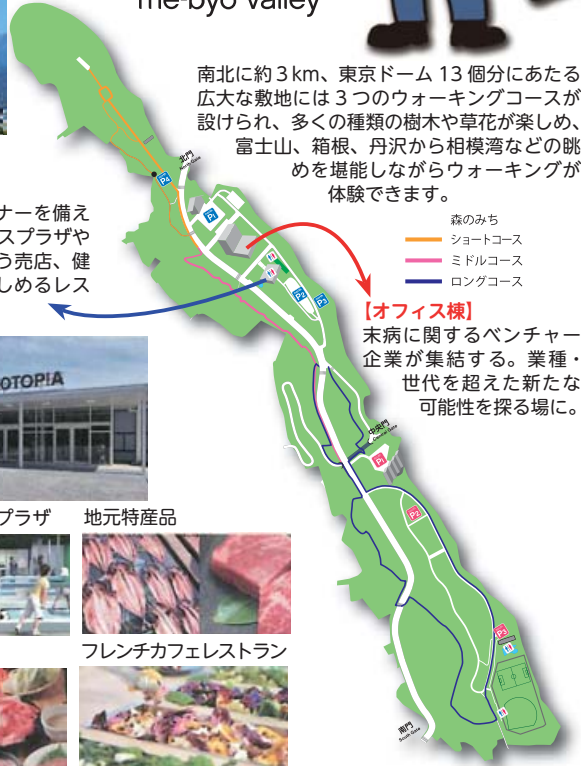 me-byo valley
南北に約3km、東京ドーム13個分にあたる
広大な敷地には3つのウォーキングコースが
設けられ、多くの種類の樹木や草花が楽しめ、
富士山、箱根、丹沢から相模湾などの眺
めを堪能しながらウォーキングが
体験できます。
森のみち
ショートコース
ミドルコース
ロングコース
北門
North Gate
P4
P1
P2
P3
ナーを備え
スプラザや
う売店、健
しめるレス
【オフィス棟】
末病に関するベンチャー
企業が集結する。業種・
世代を超えた新たな
可能性を探る場に。
OTOPIA
中央門
Central Gate
P1
P2
P3
プラザ
地元特産品
フレンチカフェレストラン
南門
South Gate